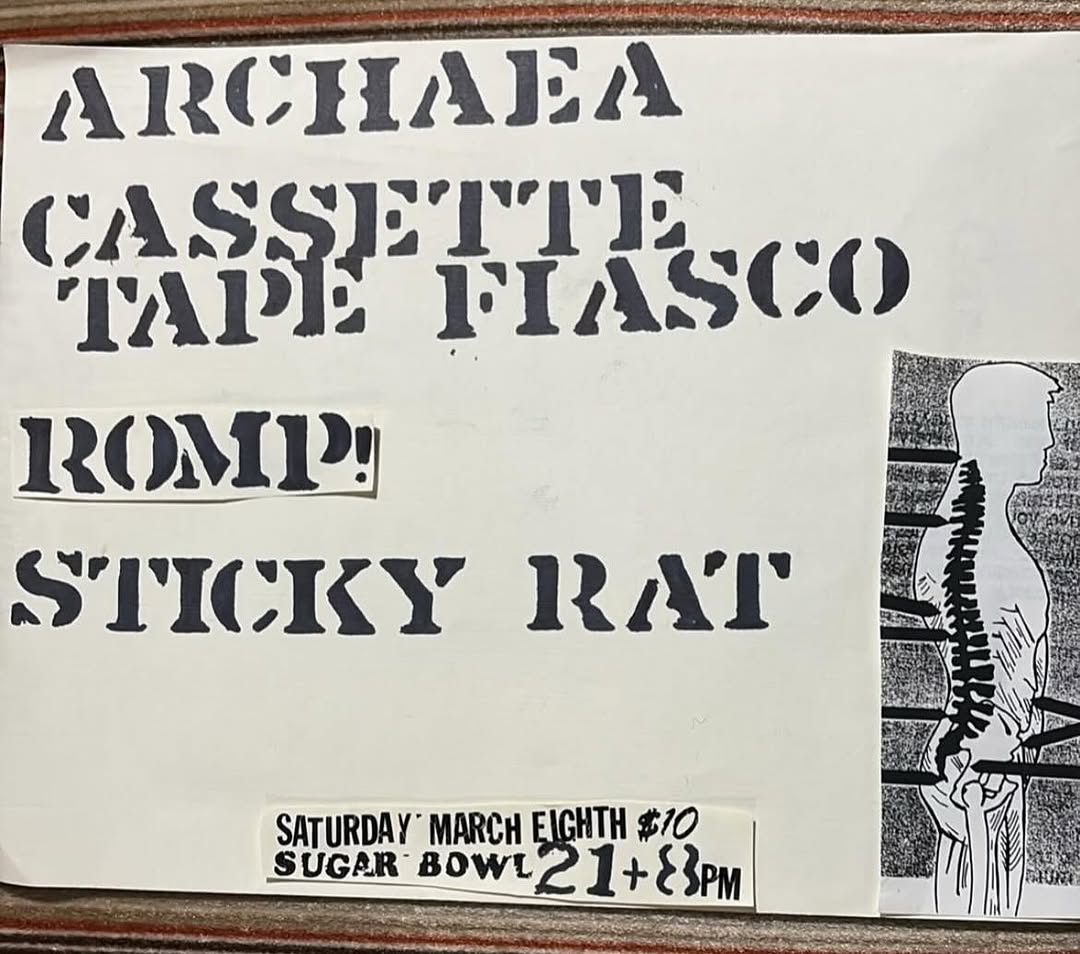 ARCHAEA
CASSETTE
TAPE FIASCO
ROMP!
STICKY RAT
SATURDAY MARCH EIGHTH $10
SUGAR BOWL 21+ 8PM